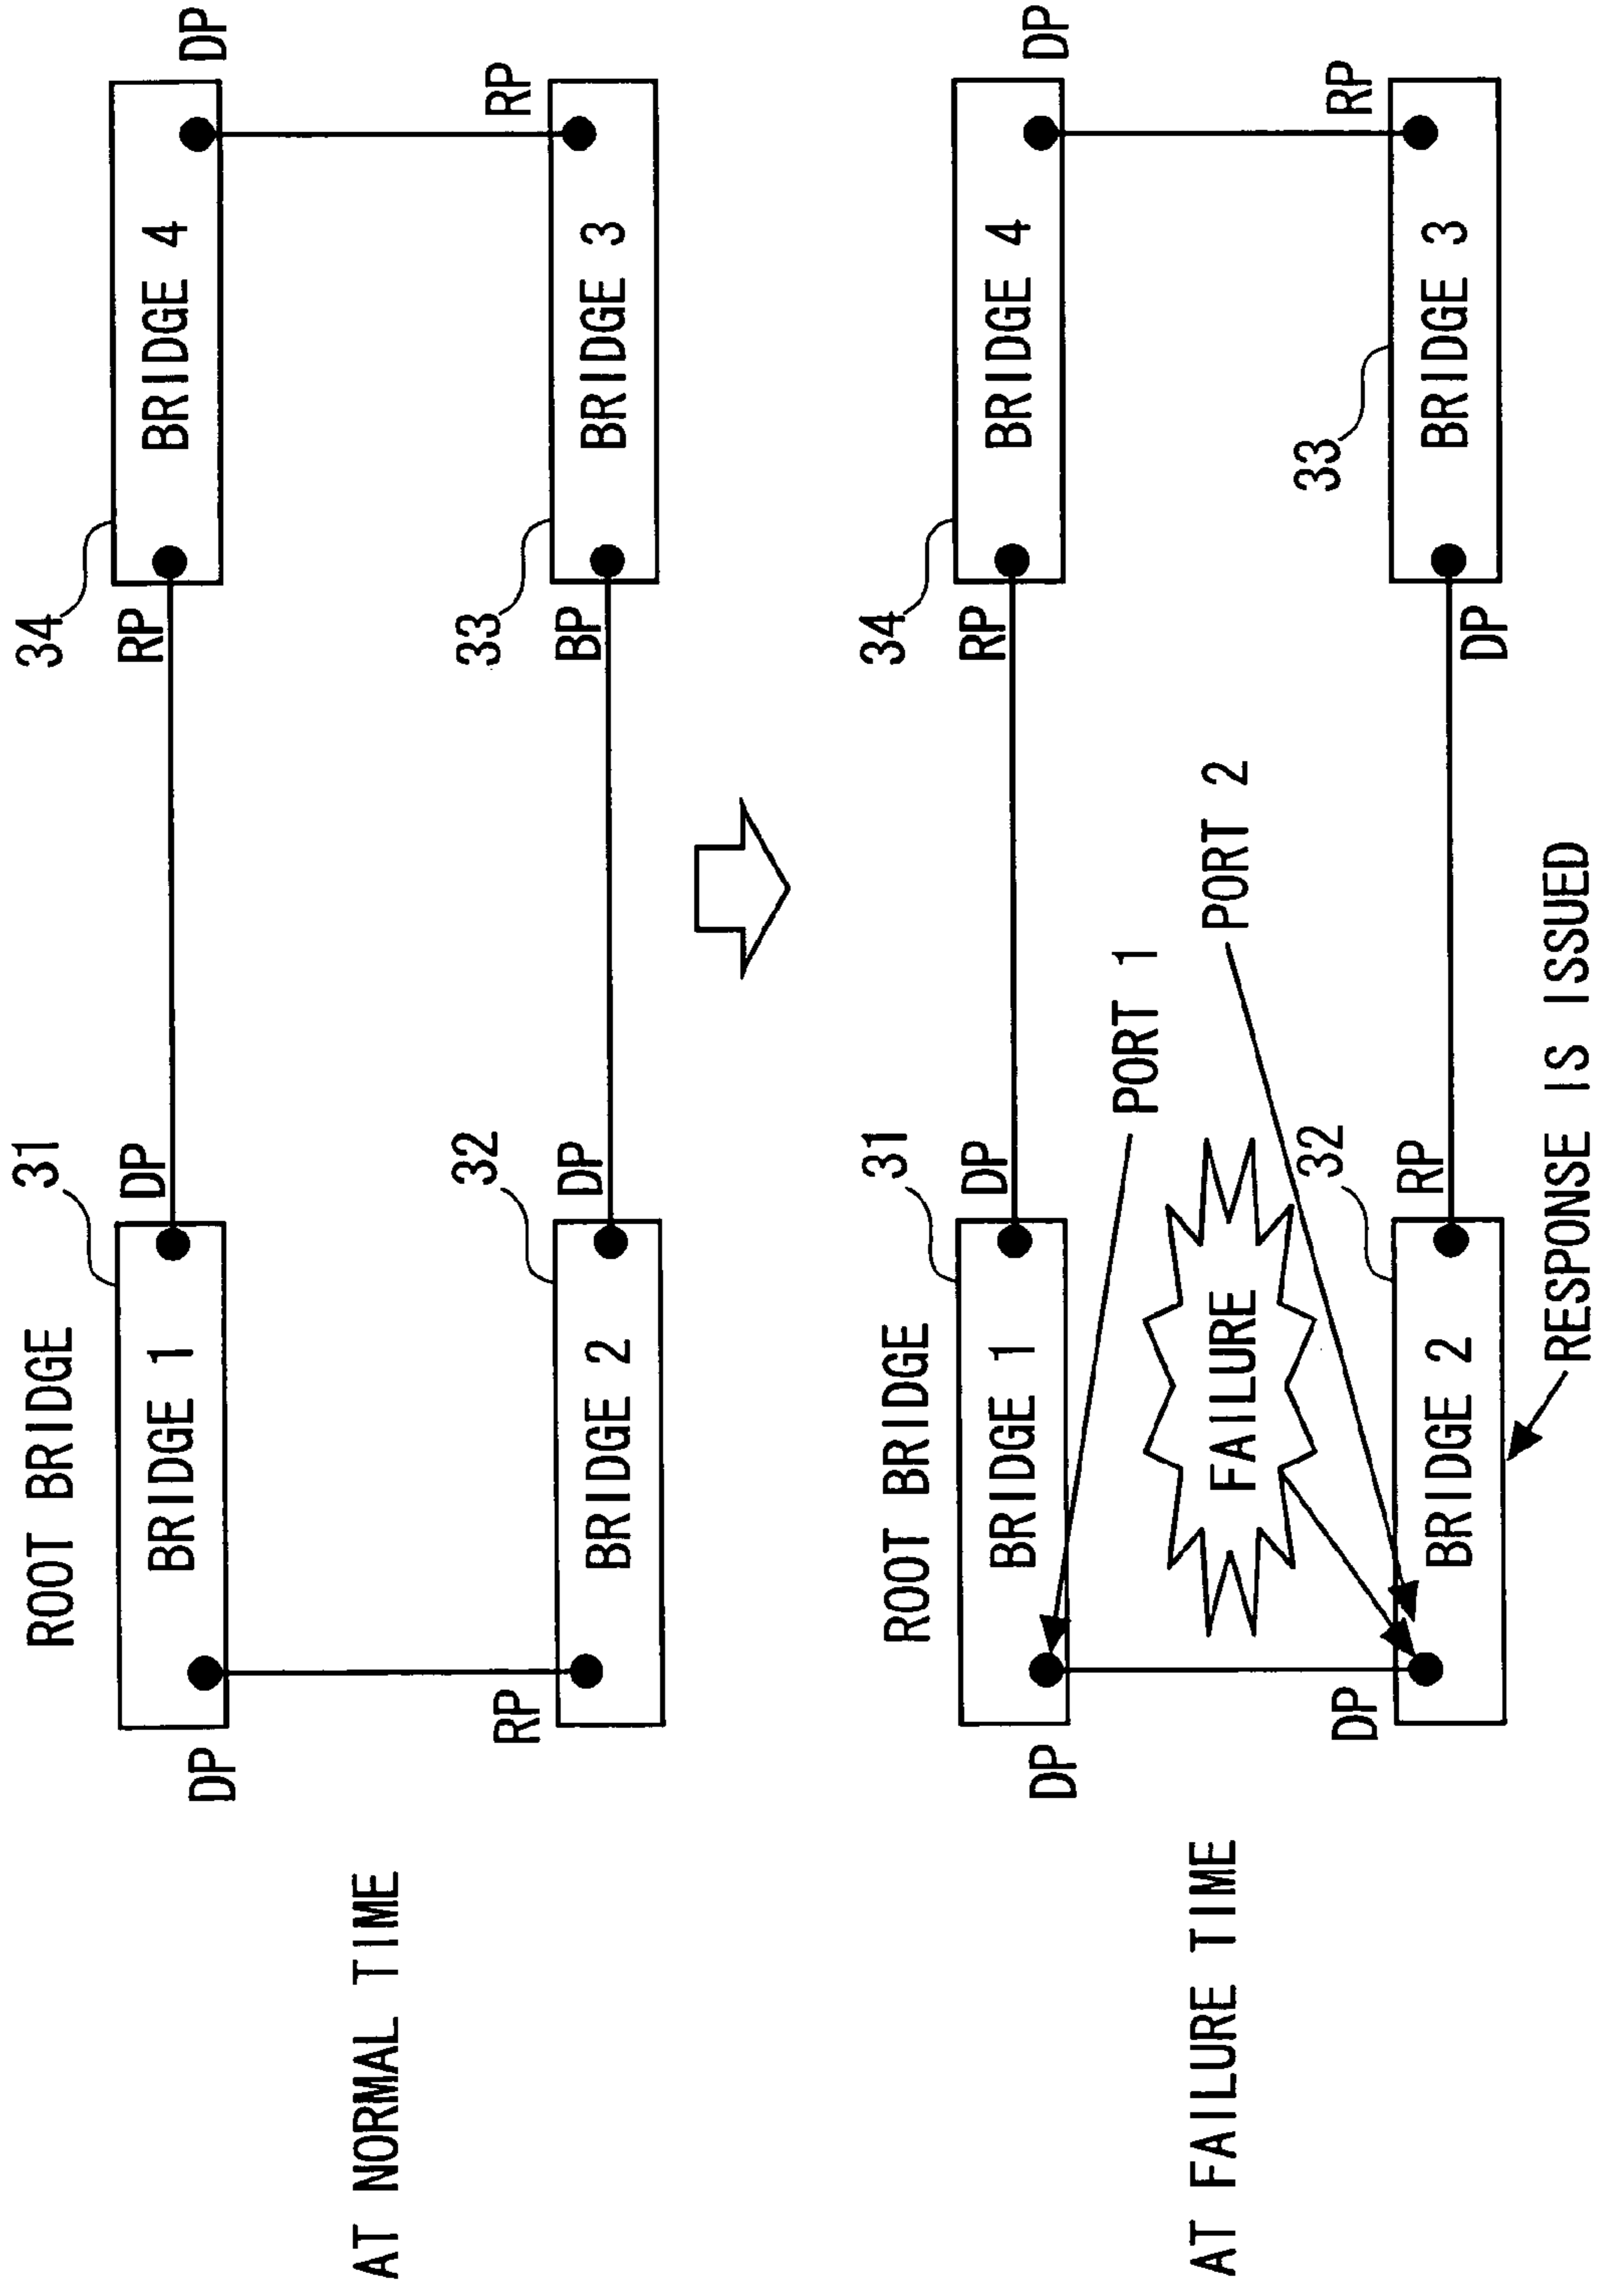 AT NORMAL TIME
ROOT BRIDGE
31
34
DP
RP
BRIDGE 1
BRIDGE 4
DP
DP
32
33
RP
RP
DP
BP
BRIDGE 2
BRIDGE 3
AT FAILURE TIME
ROOT BRIDGE
31
34
DP
RP
BRIDGE 1
BRIDGE 4
DP
DP
PORT 1
FAILURE
PORT 2
32
33
DP
RP
RP
DP
BRIDGE 2
BRIDGE 3
RESPONSE IS ISSUED